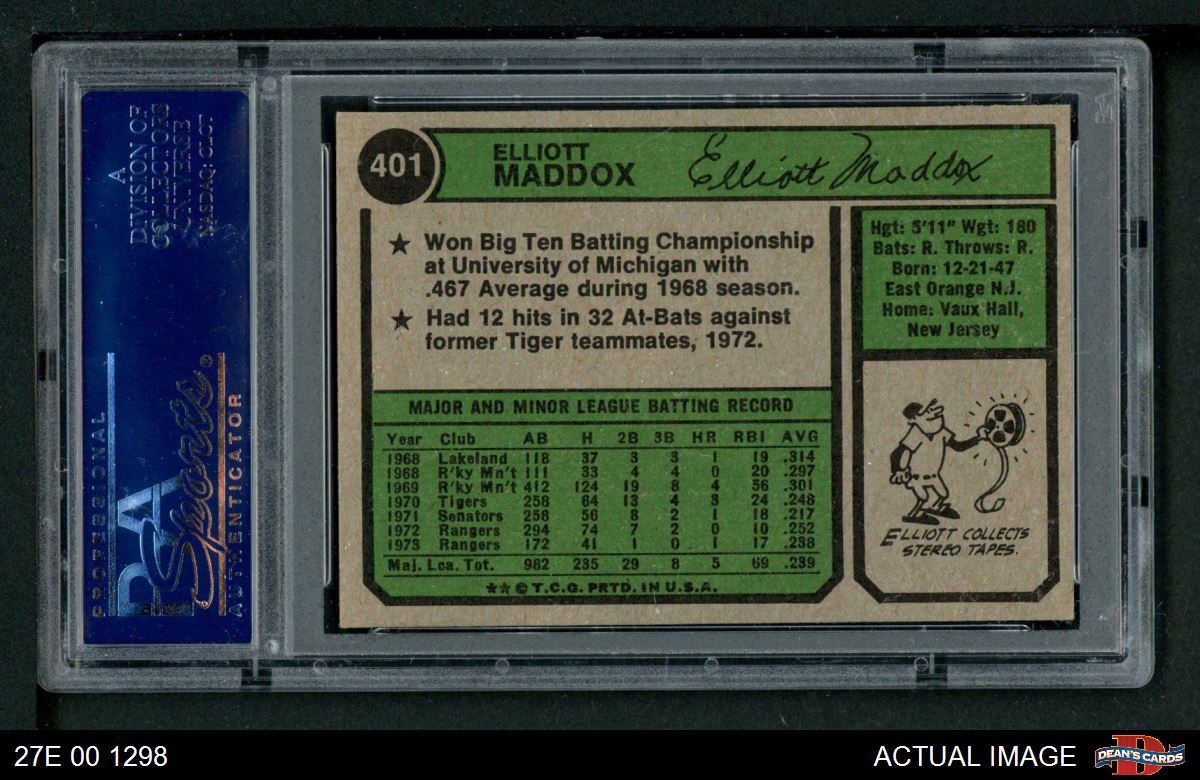 A
DIVISION OF
COLLECTORS
UNIVERSE
NASDAQ: CLCT
PROFESSIONAL
PSA
Sports®
AUTHENTICATOR
401
ELLIOTT
MADDOX
Elliott Maddox
★ Won Big Ten Batting Championship
at University of Michigan with
.467 Average during 1968 season.
★ Had 12 hits in 32 At-Bats against
former Tiger teammates, 1972.
Hgt: 5'11" Wgt: 180
Bats: R. Throws: R.
Born: 12-21-47
East Orange N.J.
Home: Vaux Hall,
New Jersey
MAJOR AND MINOR LEAGUE BATTING RECORD
Year Club AB H 2B 3B HR RBI AVG
1968 Lakeland 118 37 3 3 1 19 .314
1968 R'ky Mn't 111 33 4 4 0 20 .297
1969 R'ky Mn't 412 124 19 8 4 56 .301
1970 Tigers 258 64 13 4 3 24 .248
1971 Senators 258 56 8 2 1 18 .217
1972 Rangers 294 74 7 2 0 10 .252
1973 Rangers 172 41 1 0 1 17 .238
Maj. Lea. Tot. 982 235 29 8 5 69 .239
★★ © T.C.G. PRTD. IN U.S.A.
ELLIOTT COLLECTS
STEREO TAPES.
27E 00 1298
ACTUAL IMAGE
D
DEAN'S CARDS